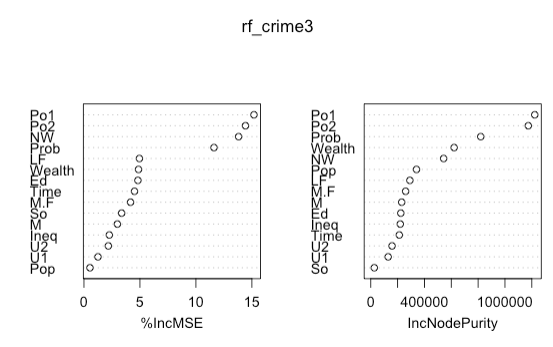 rf_crime3
Po1
Po2
NW
Prob
LF
Wealth
Ed
Time
M.F
So
M
Ineq
U2
U1
Pop
0 5 10 15
%IncMSE
Po1
Po2
Prob
Wealth
NW
Pop
LF
M.F
M
Ed
Ineq
Time
U2
U1
So
0 400000 1000000
IncNodePurity